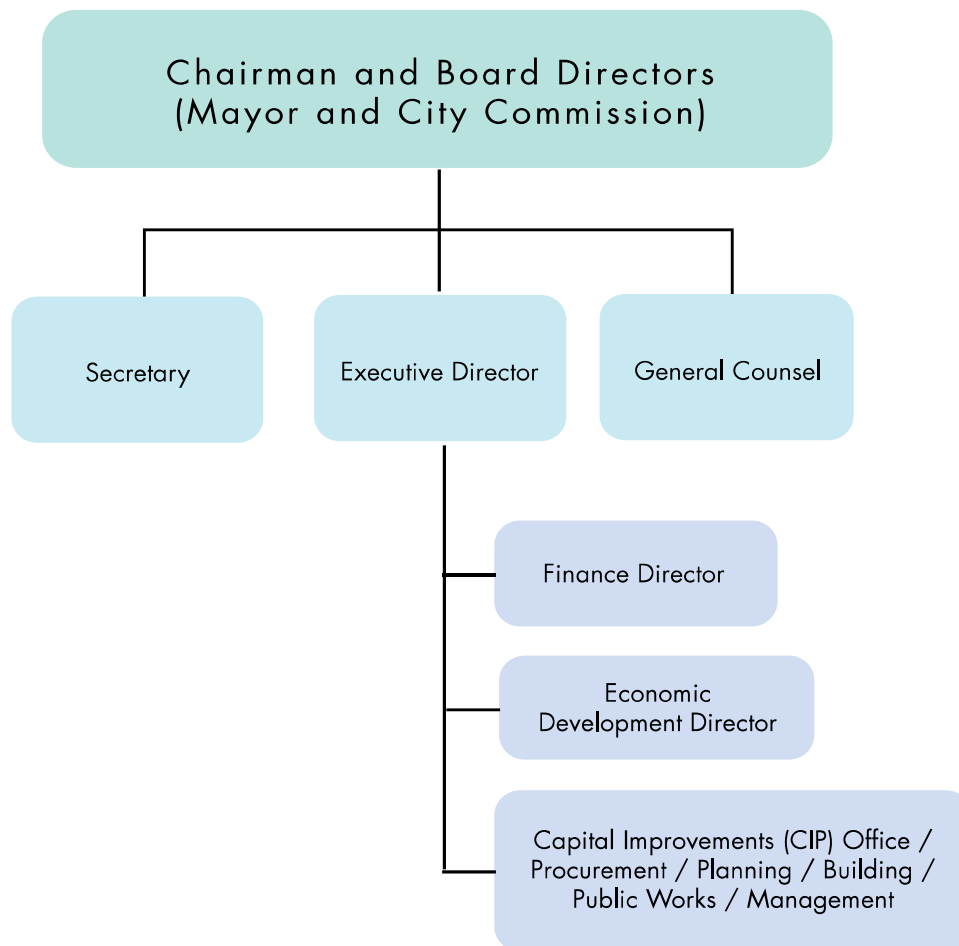 Chairman and Board Directors
(Mayor and City Commission)
Secretary
Executive Director
General Counsel
Finance Director
Economic
Development Director
Capital Improvements (CIP) Office /
Procurement / Planning / Building /
Public Works / Management